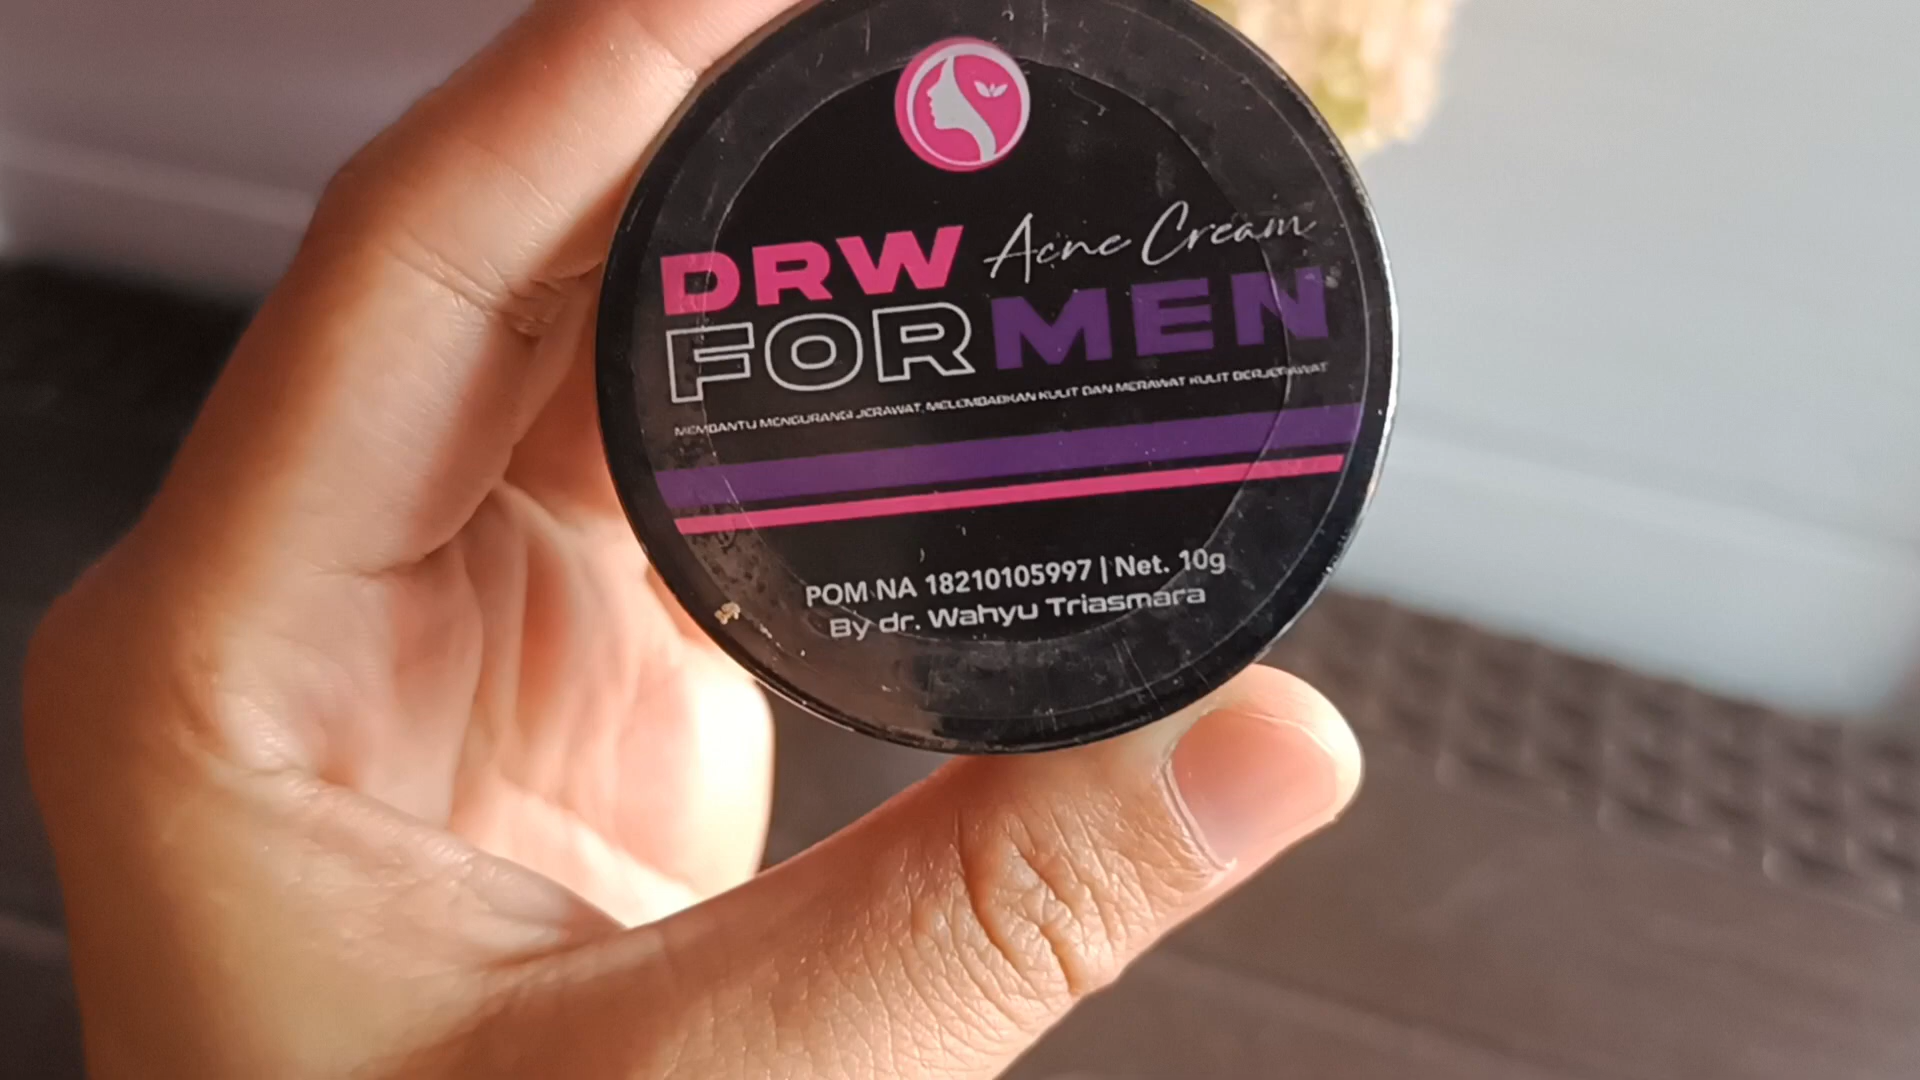 DRW Acne Cream
FOR MEN
MEMBANTU MENGURANGI JERAWAT, MELEMBABKAN KULIT DAN MERAWAT KULIT BERJERAWAT
POM NA 18210105997 | Net. 10g
By dr. Wahyu Triasmara